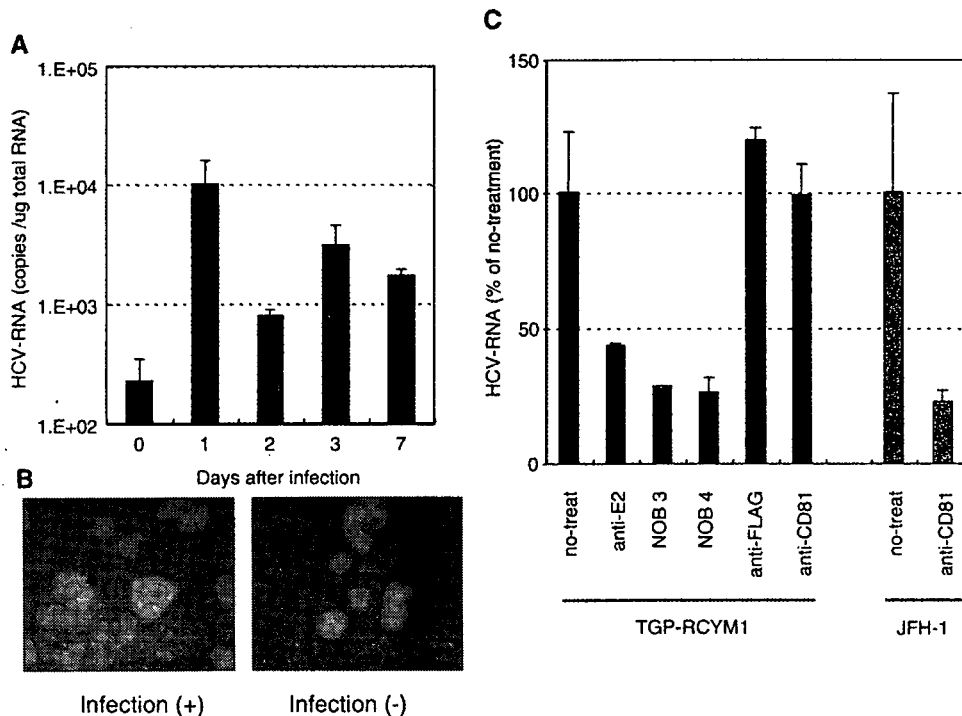 A
1.E+05
1.E+04
1.E+03
1.E+02
HCV-RNA (copies /ug total RNA)
0 1 2 3 7
Days after infection
B
Infection (+) Infection (-)
C
150
100
50
0
HCV-RNA (% of no-treatment)
no-treat
anti-E2
NOB 3
NOB 4
anti-FLAG
anti-CD81
no-treat
anti-CD81
TGP-RCYM1 JFH-1